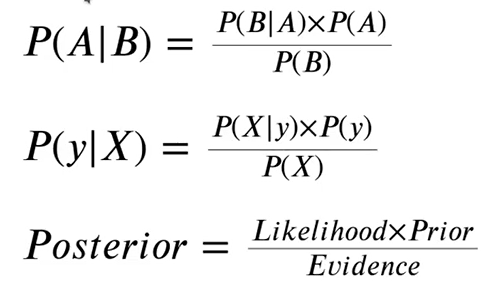 P(A|B) = P(B|A)×P(A) / P(B)
P(y|X) = P(X|y)×P(y) / P(X)
Posterior = Likelihood×Prior / Evidence